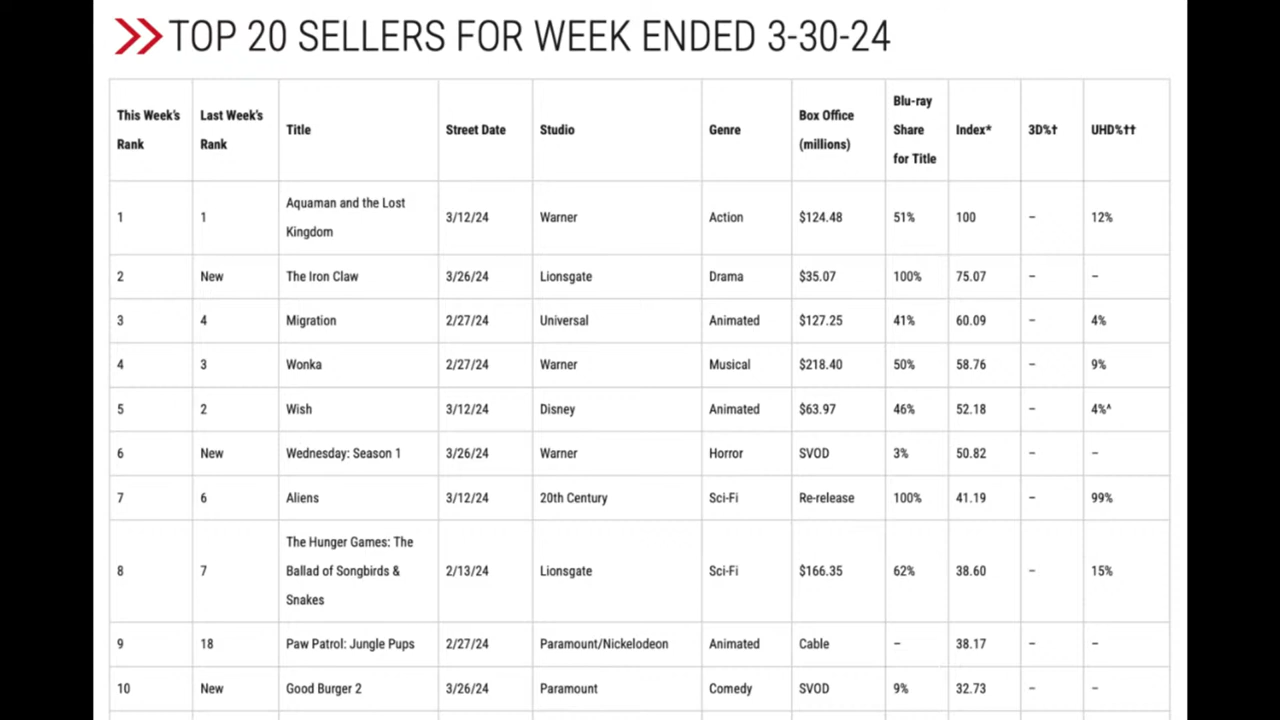 TOP 20 SELLERS FOR WEEK ENDED 3-30-24
This Week's Rank Last Week's Rank Title Street Date Studio Genre Box Office (millions) Blu-ray Share for Title Index* 3D%† UHD%††
1 1 Aquaman and the Lost Kingdom 3/12/24 Warner Action $124.48 51% 100 – 12%
2 New The Iron Claw 3/26/24 Lionsgate Drama $35.07 100% 75.07 – –
3 4 Migration 2/27/24 Universal Animated $127.25 41% 60.09 – 4%
4 3 Wonka 2/27/24 Warner Musical $218.40 50% 58.76 – 9%
5 2 Wish 3/12/24 Disney Animated $63.97 46% 52.18 – 4%^
6 New Wednesday: Season 1 3/26/24 Warner Horror SVOD 3% 50.82 – –
7 6 Aliens 3/12/24 20th Century Sci-Fi Re-release 100% 41.19 – 99%
8 7 The Hunger Games: The Ballad of Songbirds & Snakes 2/13/24 Lionsgate Sci-Fi $166.35 62% 38.60 – 15%
9 18 Paw Patrol: Jungle Pups 2/27/24 Paramount/Nickelodeon Animated Cable – 38.17 – –
10 New Good Burger 2 3/26/24 Paramount Comedy SVOD 9% 32.73 – –